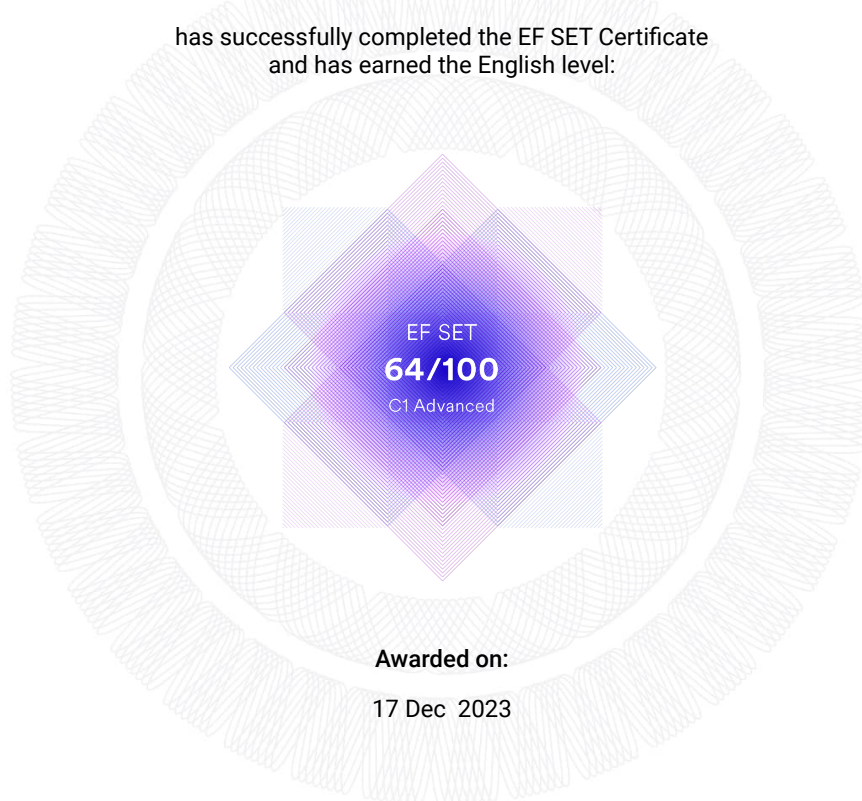 has successfully completed the EF SET Certificate
and has earned the English level:
EF SET
64/100
C1 Advanced
Awarded on:
17 Dec 2023